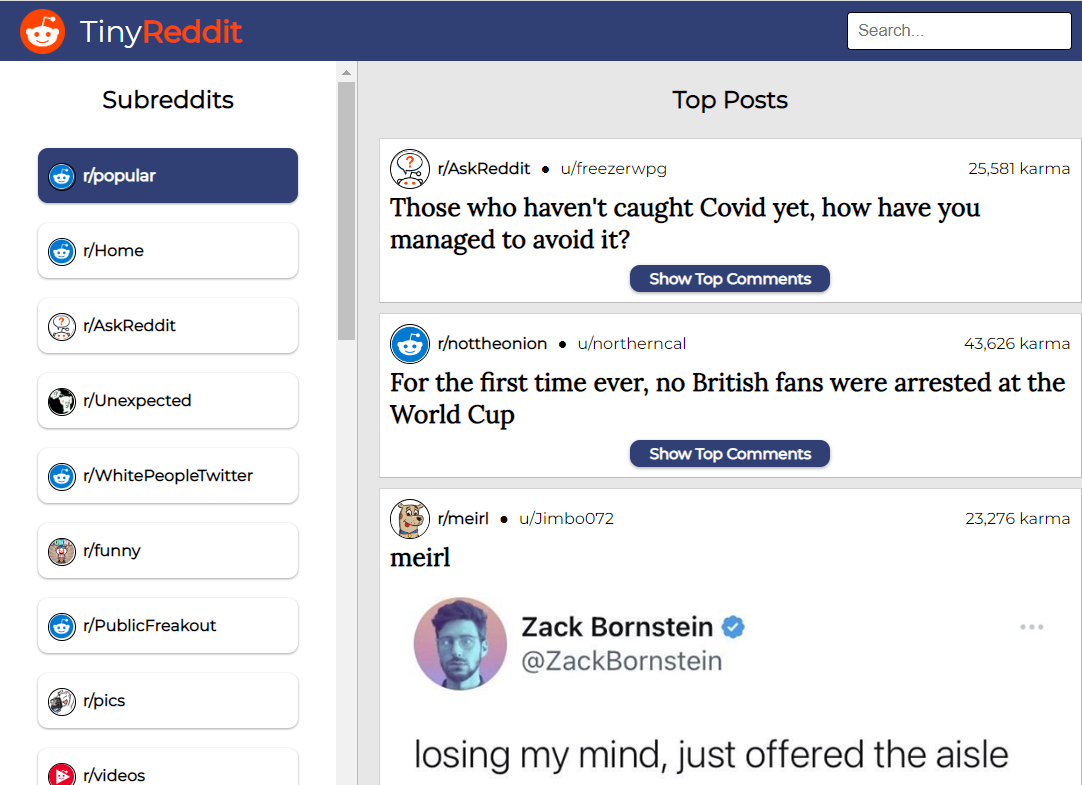 TinyReddit
Search...
Subreddits
r/popular
r/Home
r/AskReddit
r/Unexpected
r/WhitePeopleTwitter
r/funny
r/PublicFreakout
r/pics
r/videos
Top Posts
r/AskReddit ● u/freezerwpg 25,581 karma
Those who haven't caught Covid yet, how have you
managed to avoid it?
Show Top Comments
r/nottheonion ● u/northerncal 43,626 karma
For the first time ever, no British fans were arrested at the
World Cup
Show Top Comments
r/meirl ● u/Jimbo072 23,276 karma
meirl
Zack Bornstein
@ZackBornstein
losing my mind, just offered the aisle